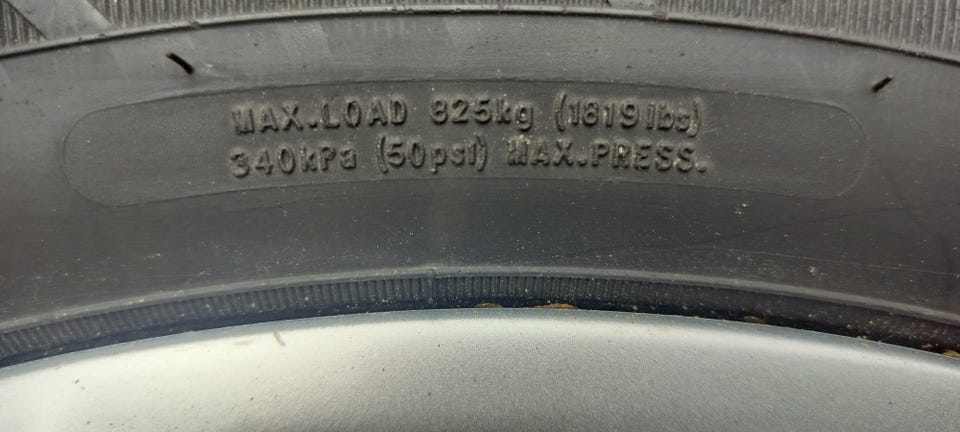 MAX.LOAD 825kg (1819lbs)
340kPa (50psi) MAX.PRESS.